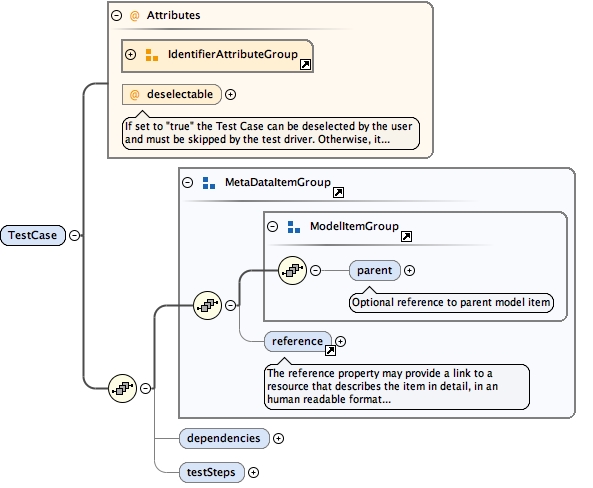 @ Attributes
IdentifierAttributeGroup
@ deselectable
If set to "true" the Test Case can be deselected by the user
and must be skipped by the test driver. Otherwise, it...
MetaDataItemGroup
ModelItemGroup
TestCase
parent
Optional reference to parent model item
reference
The reference property may provide a link to a
resource that describes the item in detail, in an
human readable format...
dependencies
testSteps